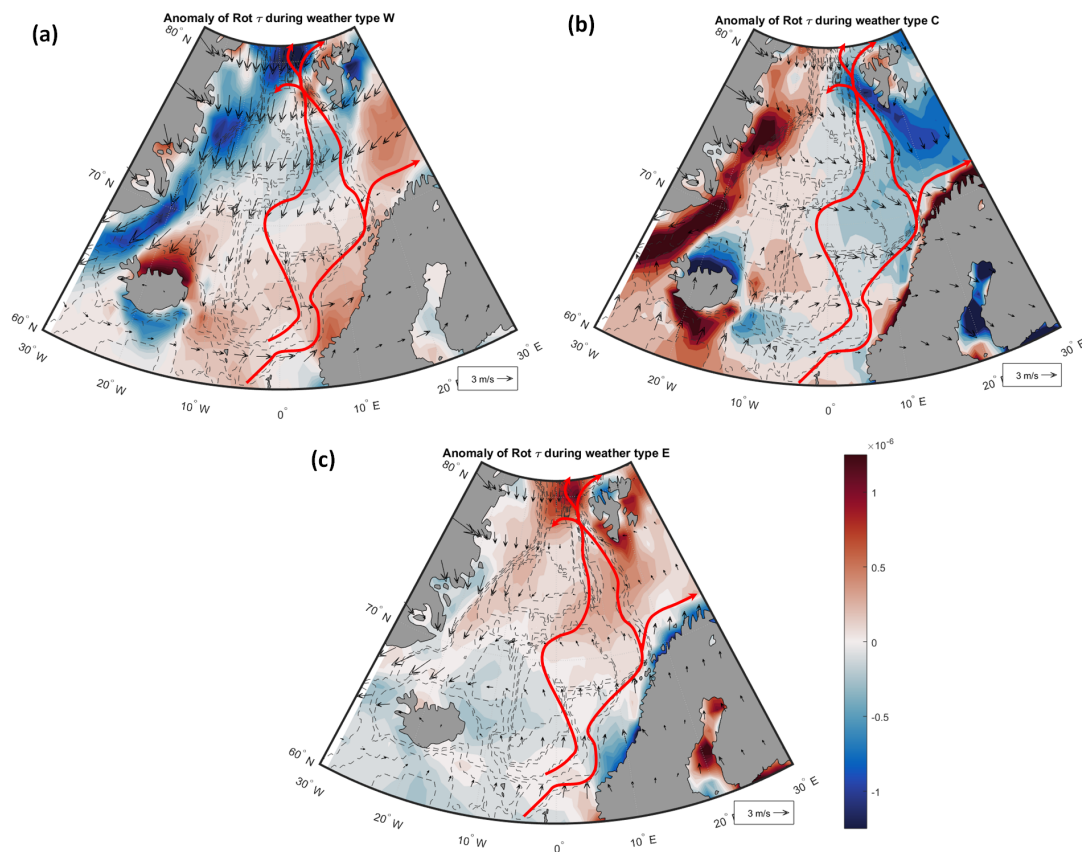 Anomaly of Rot τ during weather type W
(a)
80° N
70° N
60° N
30° W
20° W
10° W
0°
10° E
20°
30° E
3 m/s
Anomaly of Rot τ during weather type C
(b)
80° N
70° N
60° N
30° W
20° W
10° W
0°
10° E
20°
30° E
3 m/s
(c)
Anomaly of Rot τ during weather type E
80° N
70° N
60° N
30° W
20° W
10° W
0°
10° E
20°
30° E
3 m/s
×10⁻⁶
1
0.5
0
-0.5
-1